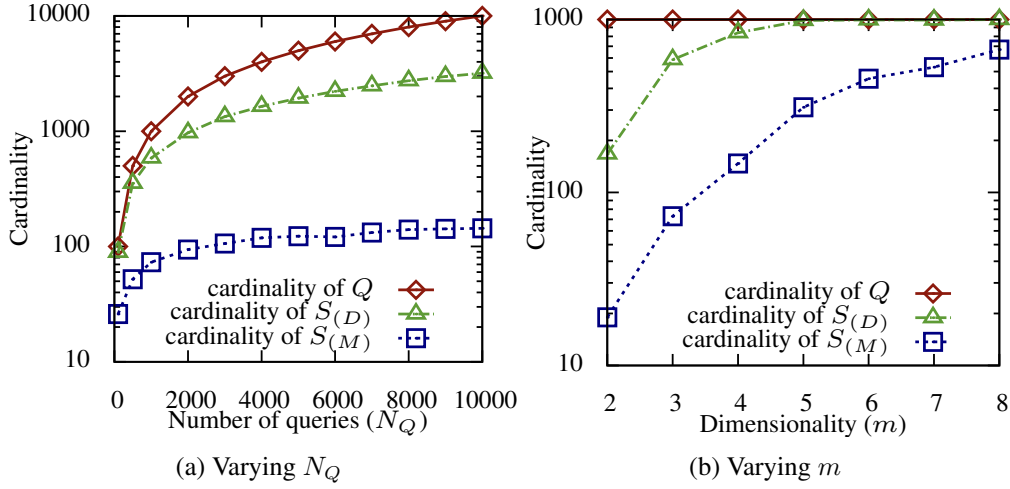 10000
1000
100
10
Cardinality
cardinality of Q
cardinality of S(D)
cardinality of S(M)
0 2000 4000 6000 8000 10000
Number of queries (N_Q)
(a) Varying N_Q
1000
100
10
Cardinality
cardinality of Q
cardinality of S(D)
cardinality of S(M)
2 3 4 5 6 7 8
Dimensionality (m)
(b) Varying m